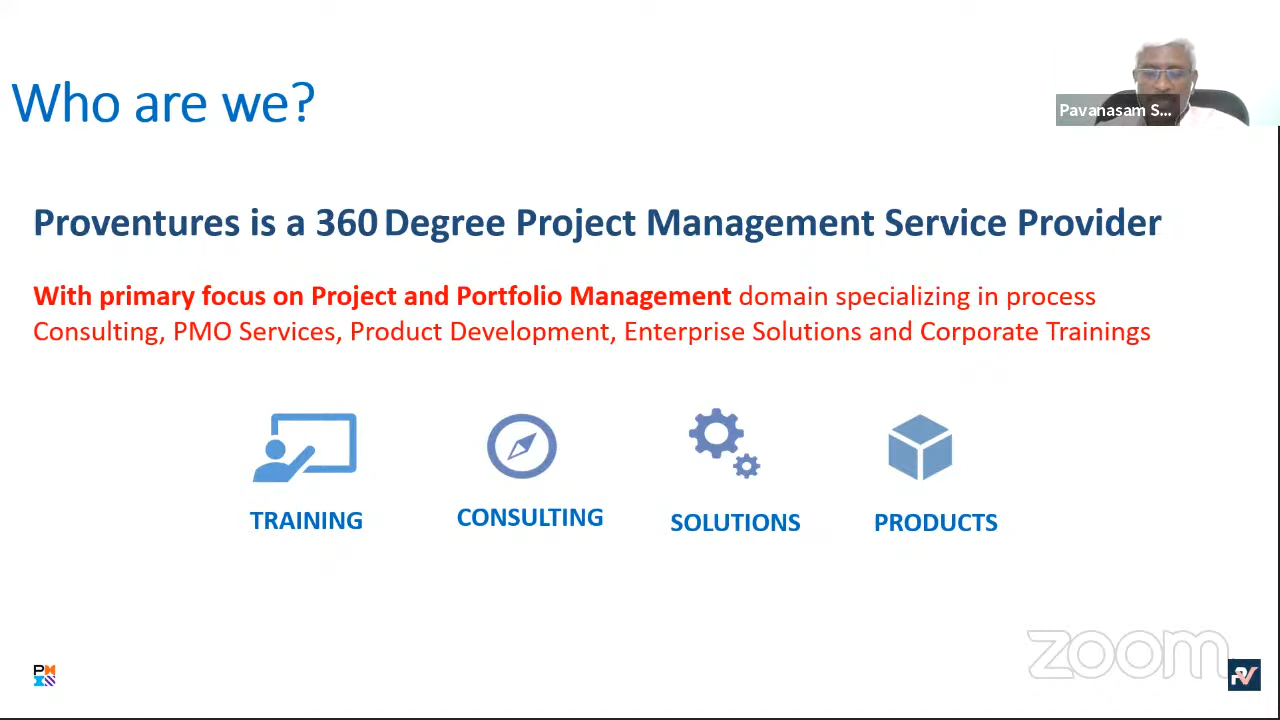 Who are we?
Pavanasam S...
Proventures is a 360 Degree Project Management Service Provider
With primary focus on Project and Portfolio Management domain specializing in process
Consulting, PMO Services, Product Development, Enterprise Solutions and Corporate Trainings
TRAINING
CONSULTING
SOLUTIONS
PRODUCTS
zoom
PV